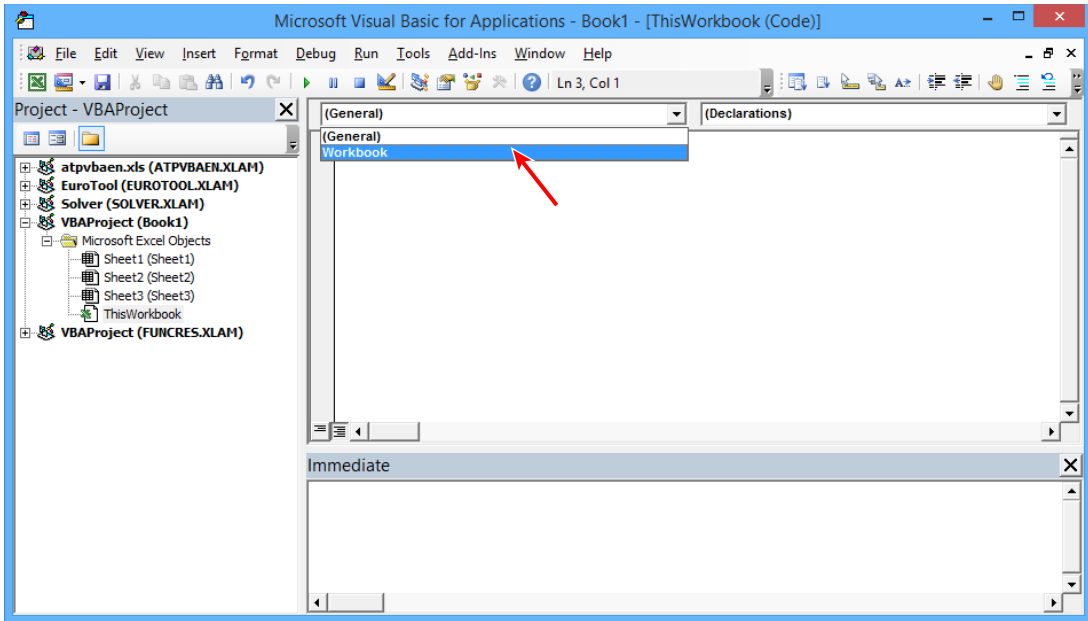 Microsoft Visual Basic for Applications - Book1 - [ThisWorkbook (Code)]
File Edit View Insert Format Debug Run Tools Add-Ins Window Help
Ln 3, Col 1
Project - VBAProject
(General) (Declarations)
(General)
Workbook
atpvbaen.xls (ATPVBAEN.XLAM)
EuroTool (EUROTOOL.XLAM)
Solver (SOLVER.XLAM)
VBAProject (Book1)
Microsoft Excel Objects
Sheet1 (Sheet1)
Sheet2 (Sheet2)
Sheet3 (Sheet3)
ThisWorkbook
VBAProject (FUNCRES.XLAM)
Immediate